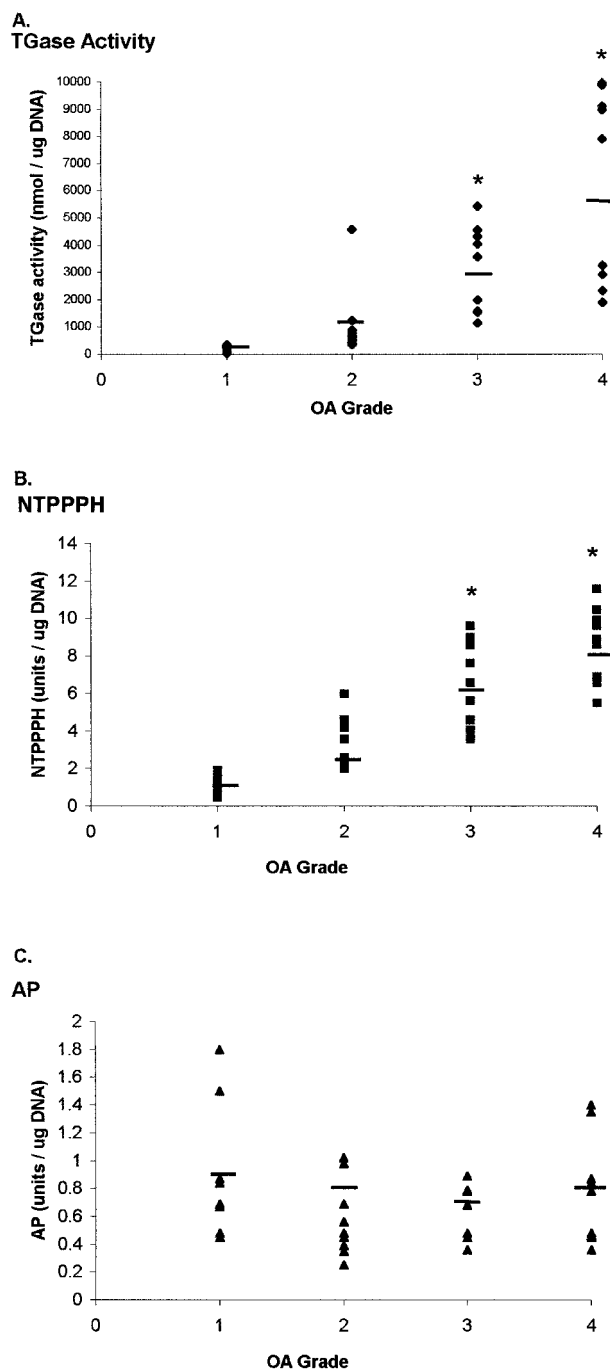 A.
TGase Activity
*
*
10000
9000
8000
7000
6000
5000
4000
3000
2000
1000
0
TGase activity (nmol / ug DNA)
0 1 2 3 4
OA Grade
B.
NTPPPH
*
*
14
12
10
8
6
4
2
0
NTPPPH (units / ug DNA)
0 1 2 3 4
OA Grade
C.
AP
2
1.8
1.6
1.4
1.2
1
0.8
0.6
0.4
0.2
0
AP (units / ug DNA)
0 1 2 3 4
OA Grade